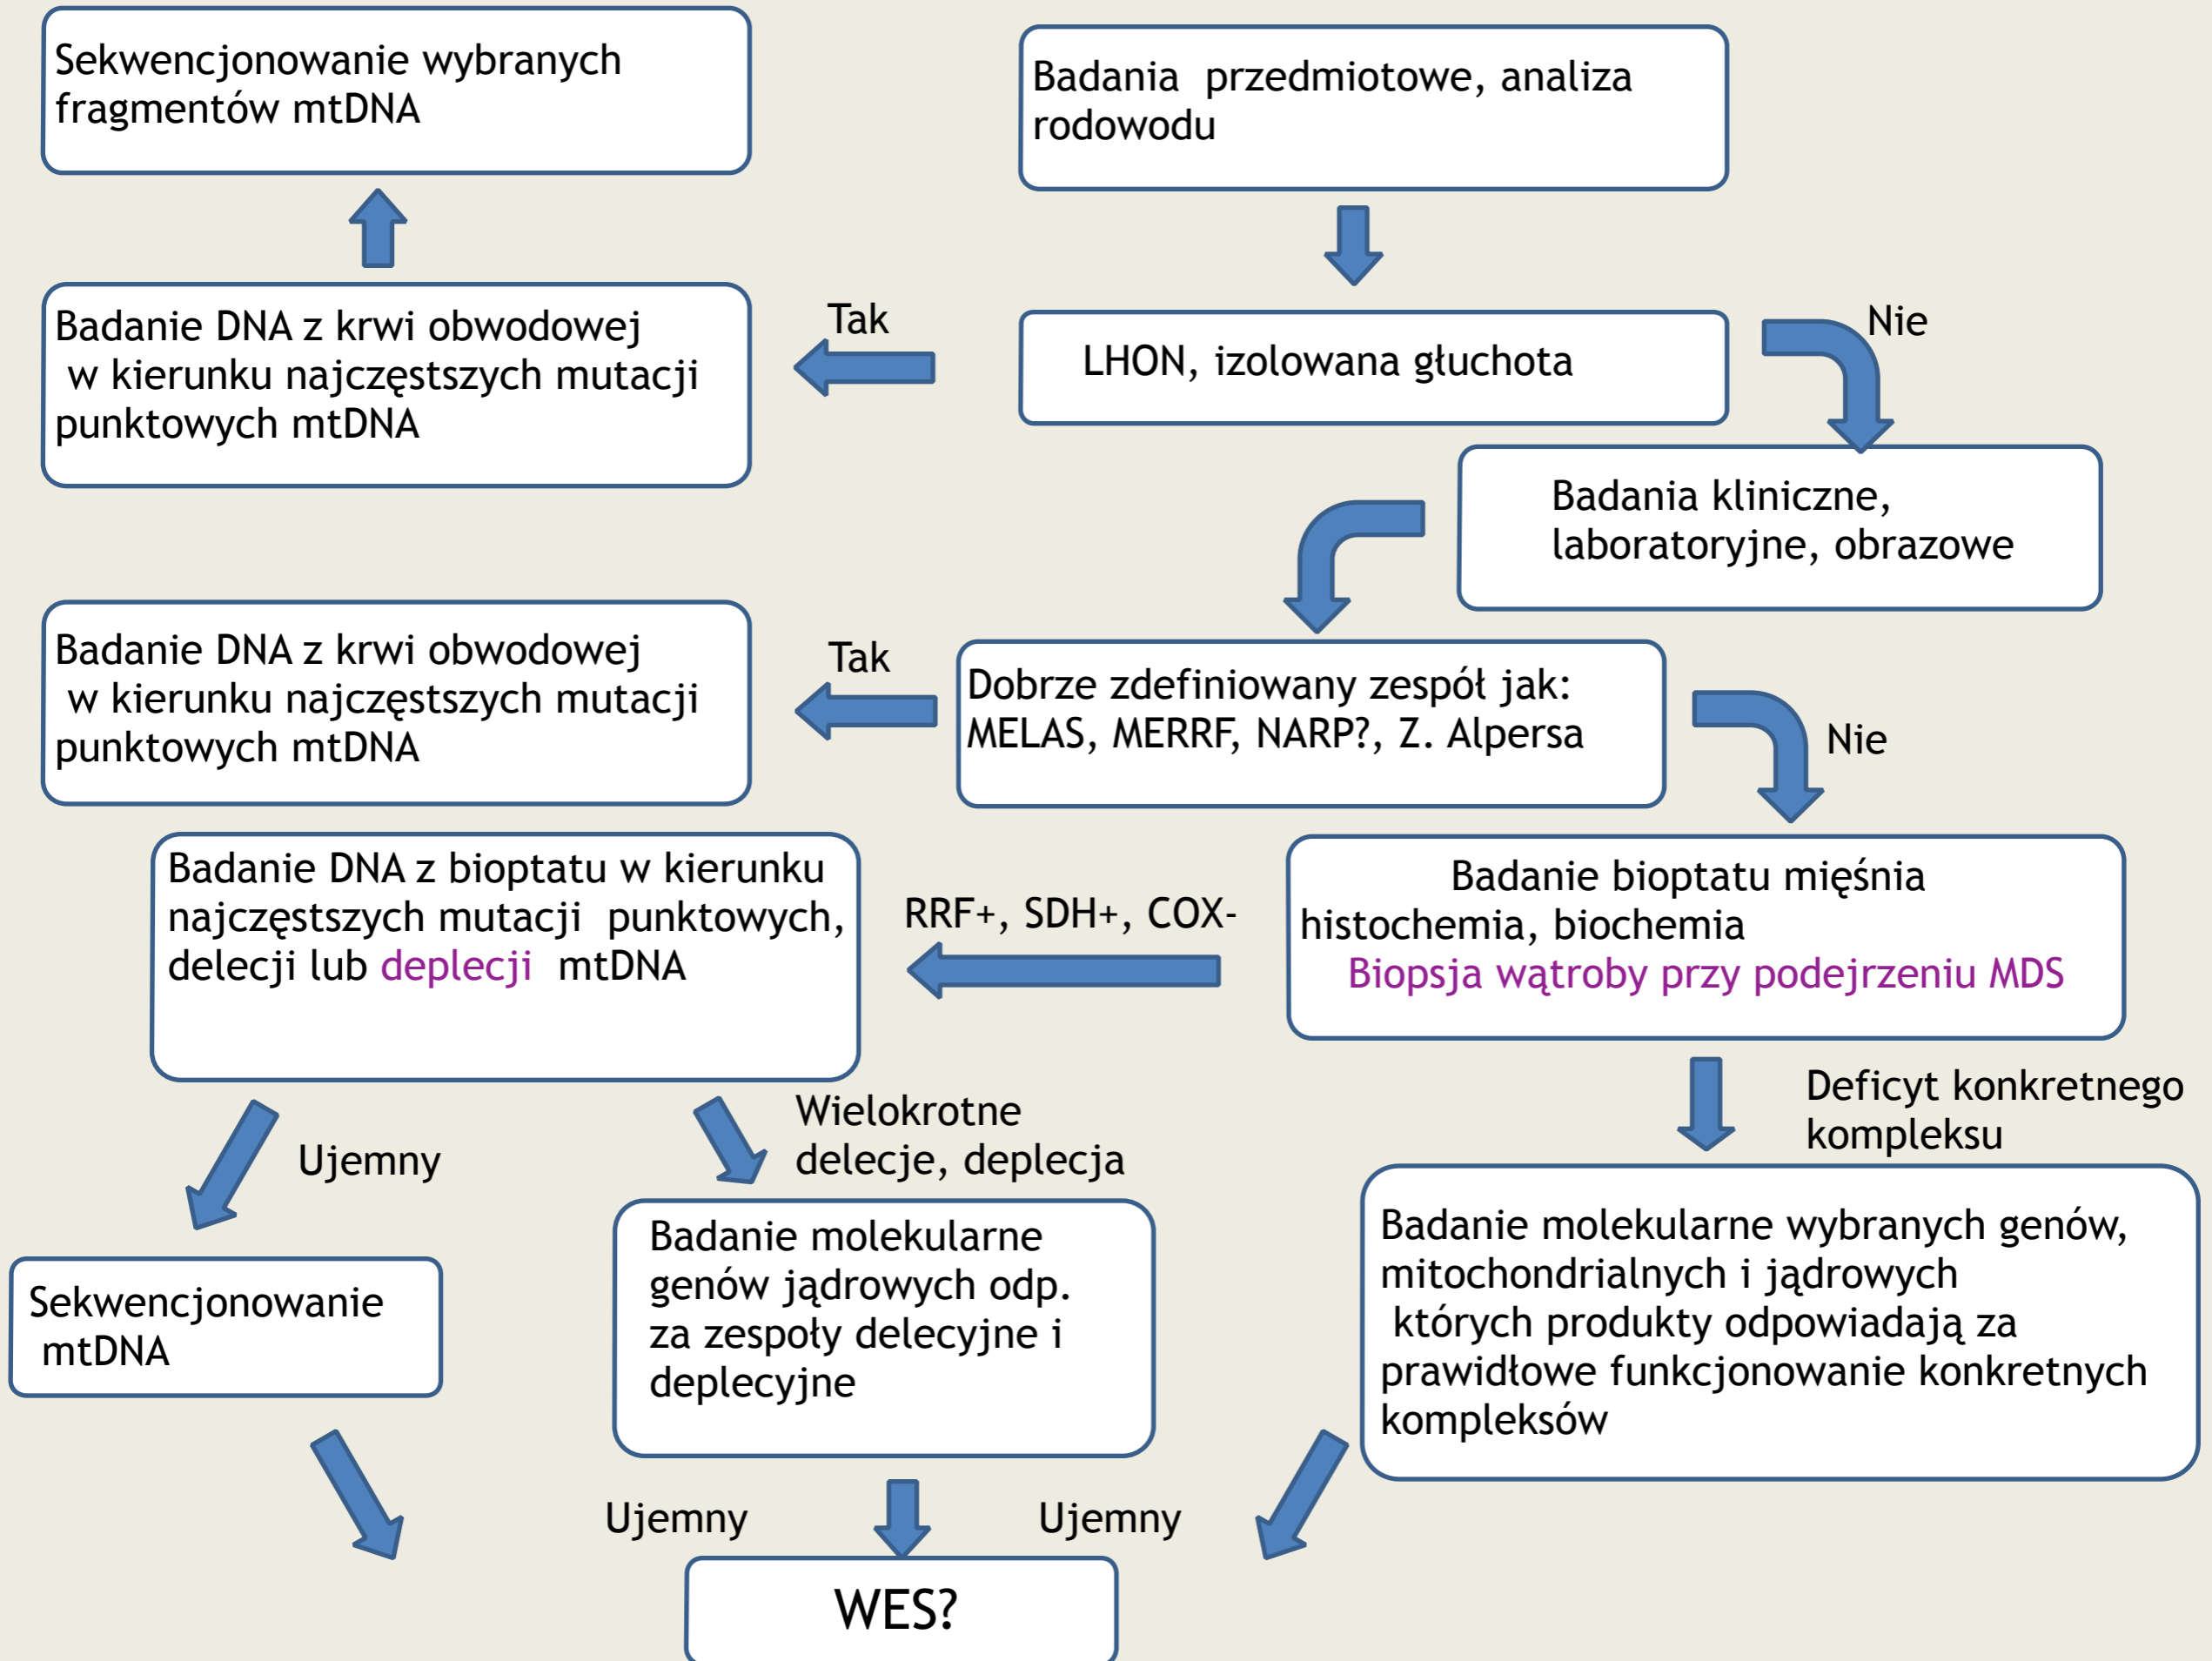 Sekwencjonowanie wybranych
fragmentów mtDNA
Badania przedmiotowe, analiza
rodowodu
Badanie DNA z krwi obwodowej
w kierunku najczęstszych mutacji
punktowych mtDNA
Tak
LHON, izolowana głuchota
Nie
Badania kliniczne,
laboratoryjne, obrazowe
Badanie DNA z krwi obwodowej
w kierunku najczęstszych mutacji
punktowych mtDNA
Tak
Dobrze zdefiniowany zespół jak:
MELAS, MERRF, NARP?, Z. Alpersa
Nie
Badanie DNA z bioptatu w kierunku
najczęstszych mutacji punktowych,
delecji lub deplecji mtDNA
RRF+, SDH+, COX-
Badanie bioptatu mięśnia
histochemia, biochemia
Biopsja wątroby przy podejrzeniu MDS
Ujemny
Wielokrotne
delecje, deplecja
Deficyt konkretnego
kompleksu
Sekwencjonowanie
mtDNA
Badanie molekularne
genów jądrowych odp.
za zespoły delecyjne i
deplecyjne
Badanie molekularne wybranych genów,
mitochondrialnych i jądrowych
których produkty odpowiadają za
prawidłowe funkcjonowanie konkretnych
kompleksów
Ujemny
Ujemny
WES?